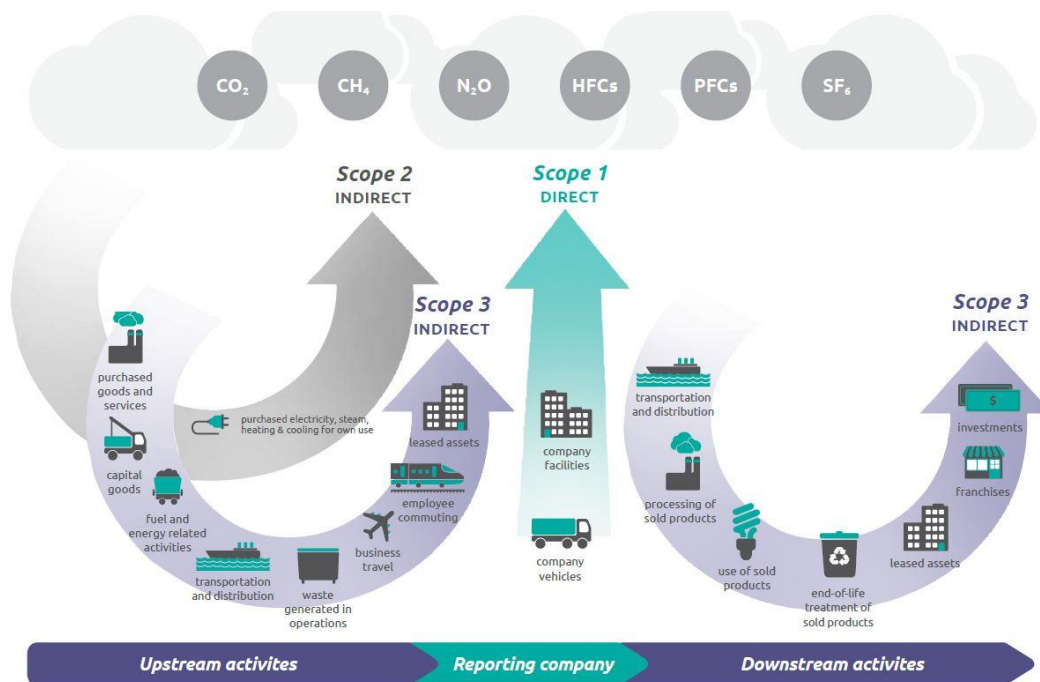 CO₂
CH₄
N₂O
HFCs
PFCs
SF₆
Scope 2
INDIRECT
Scope 1
DIRECT
Scope 3
INDIRECT
Scope 3
INDIRECT
purchased
goods and
services
capital
goods
fuel and
energy related
activities
transportation
and distribution
waste
generated in
operations
business
travel
employee
commuting
leased assets
purchased electricity, steam,
heating & cooling for own use
company
facilities
company
vehicles
transportation
and distribution
processing of
sold products
use of sold
products
end-of-life
treatment of
sold products
leased assets
franchises
$
investments
Upstream activites
Reporting company
Downstream activites